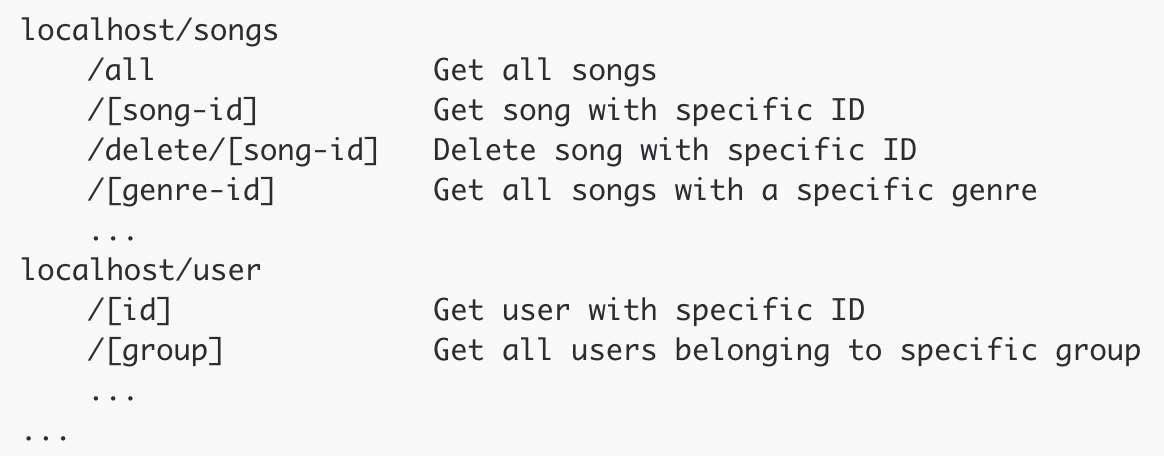 localhost/songs
    /all                Get all songs
    /[song-id]          Get song with specific ID
    /delete/[song-id]   Delete song with specific ID
    /[genre-id]         Get all songs with a specific genre
    ...
localhost/user
    /[id]               Get user with specific ID
    /[group]            Get all users belonging to specific group
    ...
...